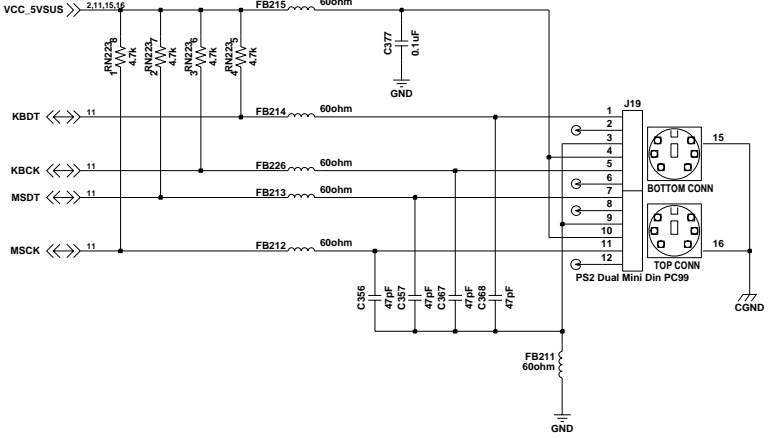 VCC_5VSUS 2,11,15,16 FB215 60ohm
RN223 8 1 4.7k
RN223 7 2 4.7k
RN223 6 3 4.7k
RN223 5 4 4.7k
C377 0.1uF
GND
J19
KBDT 11 FB214 60ohm 1
2
3
4
KBCK 11 FB226 60ohm 5
6
MSDT 11 FB213 60ohm 7
8
9
10
MSCK 11 FB212 60ohm 11
12
15
BOTTOM CONN
16
TOP CONN
PS2 Dual Mini Din PC99
CGND
C356 47pF
C357 47pF
C367 47pF
C368 47pF
FB211
60ohm
GND